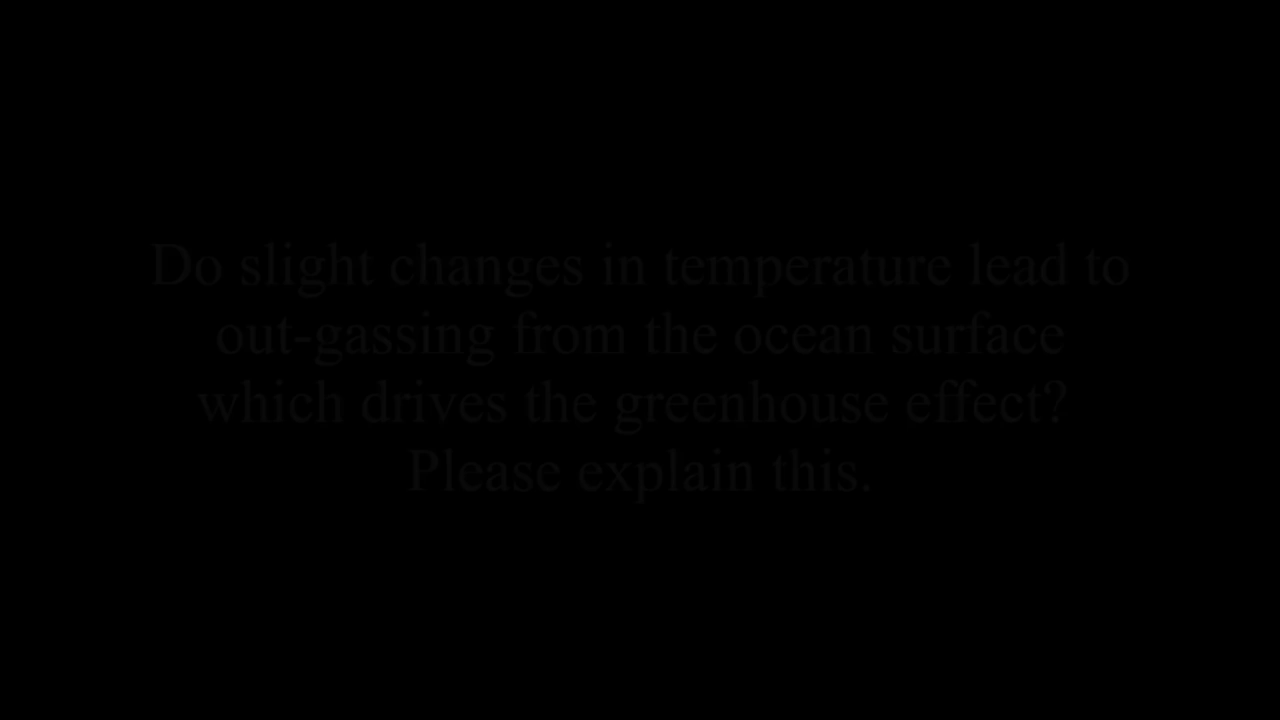 Do slight changes in temperature lead to
out-gassing from the ocean surface
which drives the greenhouse effect?
Please explain this.